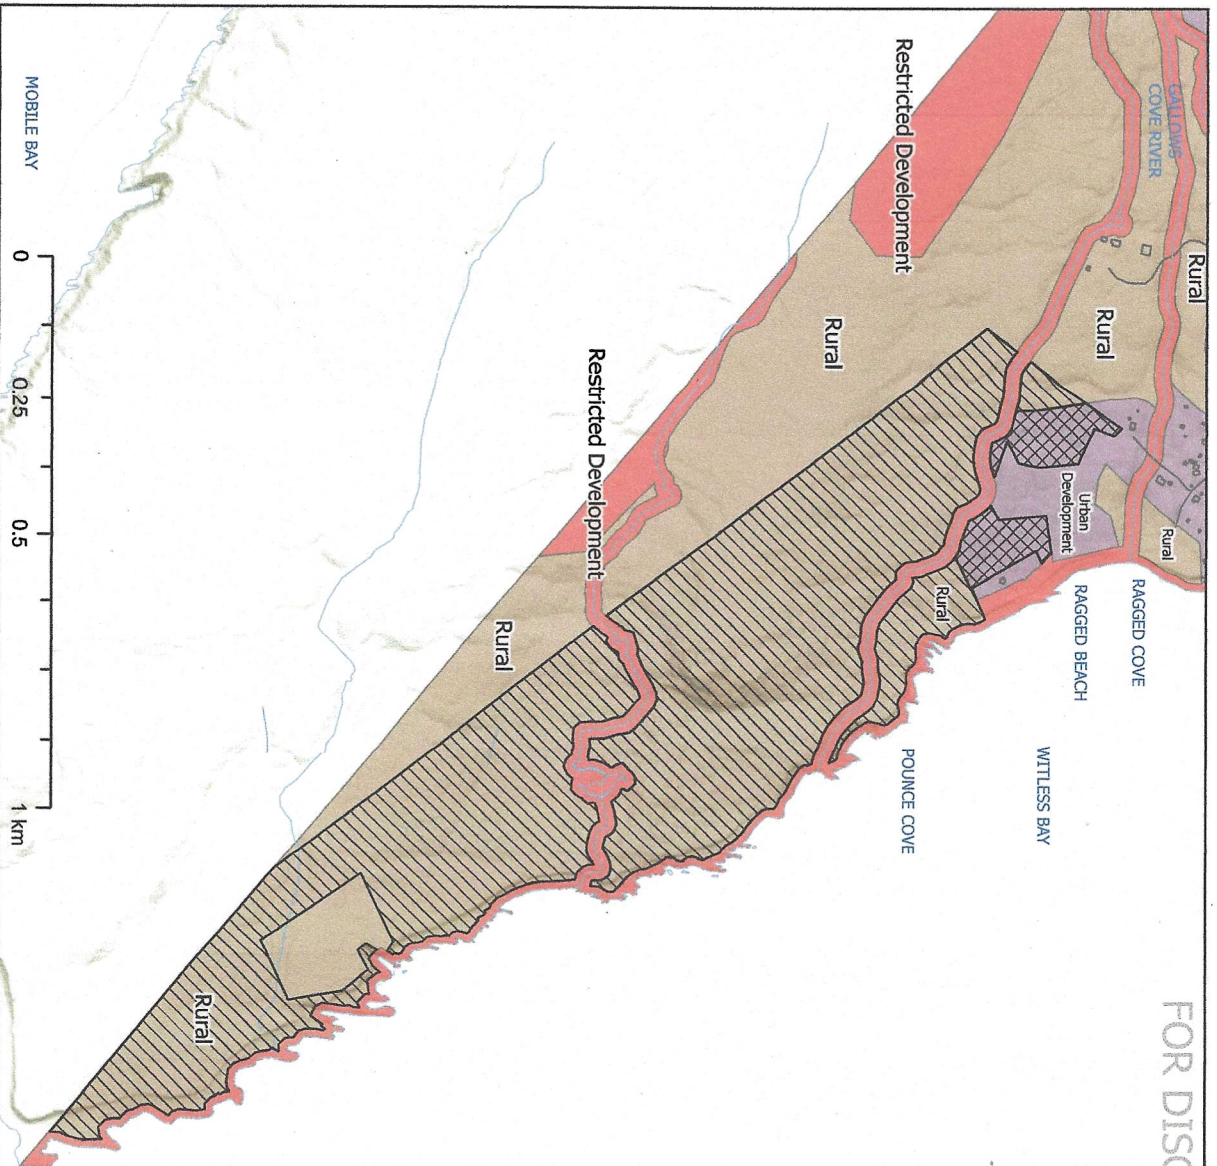 FOR DISC
Rural
GALLOWS
COVE RIVER
Rural
RAGGED COVE
Rural
Urban
Development
RAGGED BEACH
WITLESS BAY
Rural
Restricted Development
POUNCE COVE
Rural
Restricted Development
Rural
Rural
MOBILE BAY
0 0.25 0.5 1 km